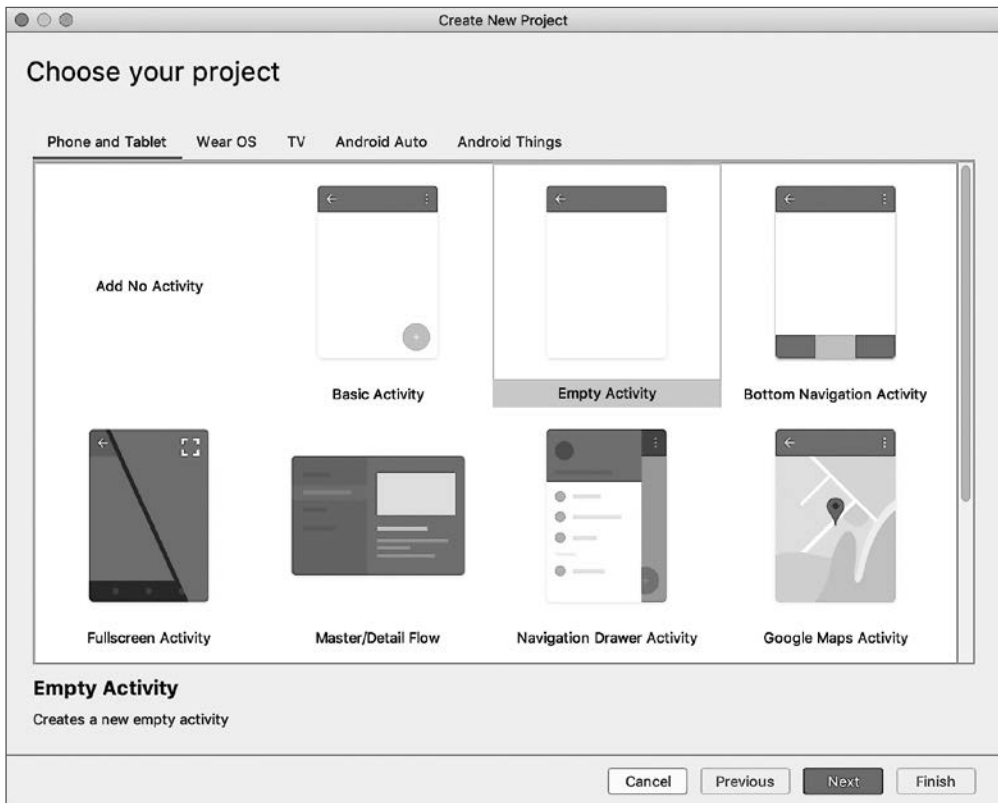 Create New Project
Choose your project
Phone and Tablet Wear OS TV Android Auto Android Things
Add No Activity
Basic Activity
Empty Activity
Bottom Navigation Activity
Fullscreen Activity
Master/Detail Flow
Navigation Drawer Activity
Google Maps Activity
Empty Activity
Creates a new empty activity
Cancel Previous Next Finish